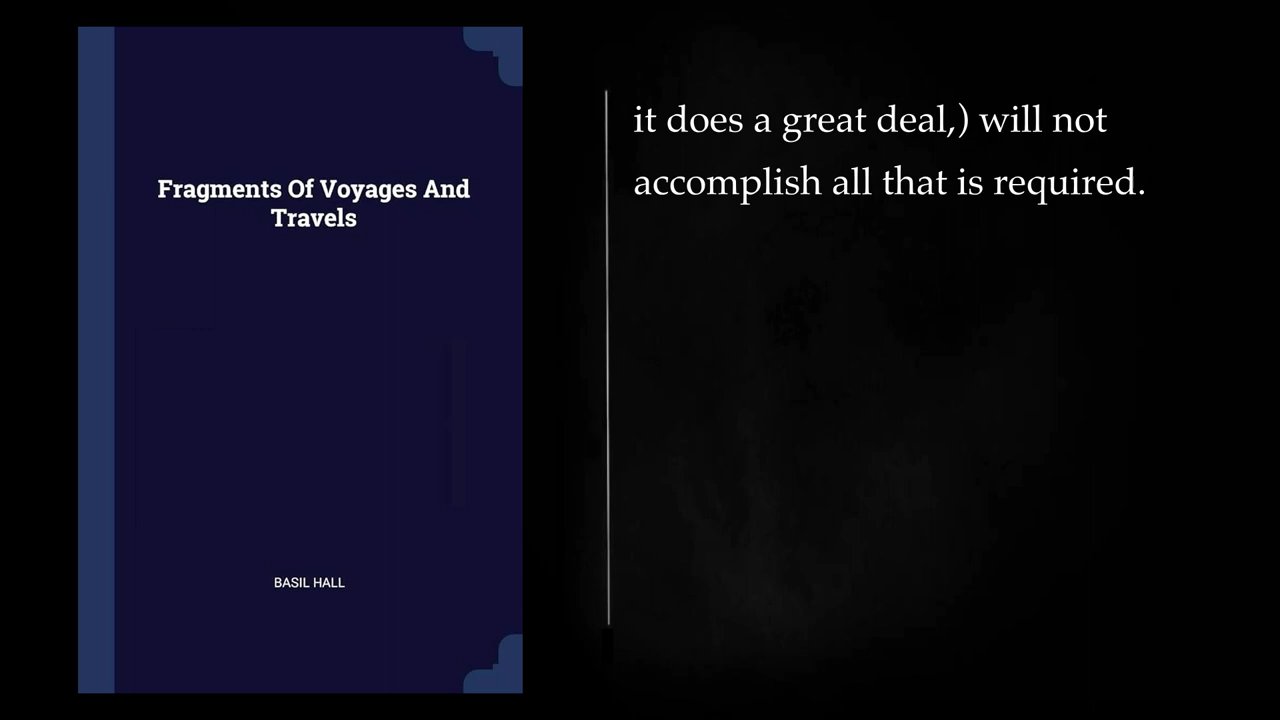 Fragments Of Voyages And
Travels
BASIL HALL
it does a great deal,) will not
accomplish all that is required.